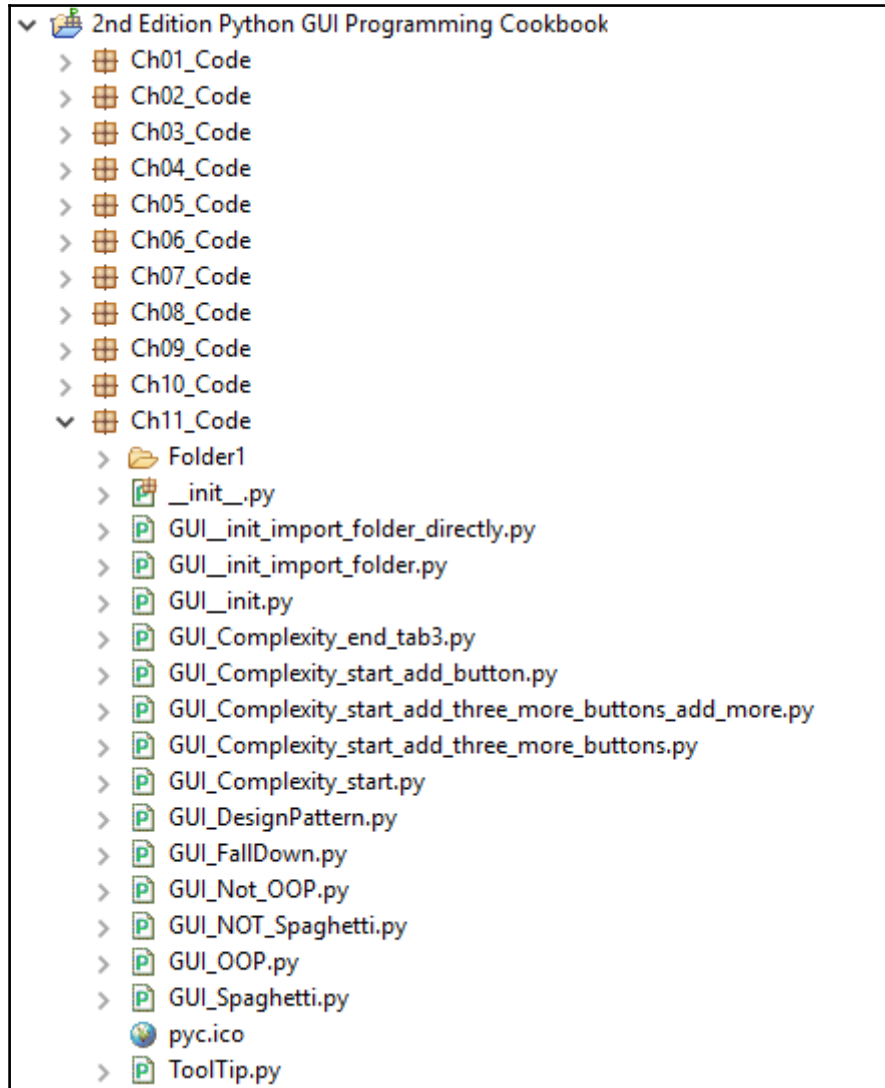 2nd Edition Python GUI Programming Cookbook
Ch01_Code
Ch02_Code
Ch03_Code
Ch04_Code
Ch05_Code
Ch06_Code
Ch07_Code
Ch08_Code
Ch09_Code
Ch10_Code
Ch11_Code
Folder1
__init__.py
GUI__init_import_folder_directly.py
GUI__init_import_folder.py
GUI__init.py
GUI_Complexity_end_tab3.py
GUI_Complexity_start_add_button.py
GUI_Complexity_start_add_three_more_buttons_add_more.py
GUI_Complexity_start_add_three_more_buttons.py
GUI_Complexity_start.py
GUI_DesignPattern.py
GUI_FallDown.py
GUI_Not_OOP.py
GUI_NOT_Spaghetti.py
GUI_OOP.py
GUI_Spaghetti.py
pyc.ico
ToolTip.py